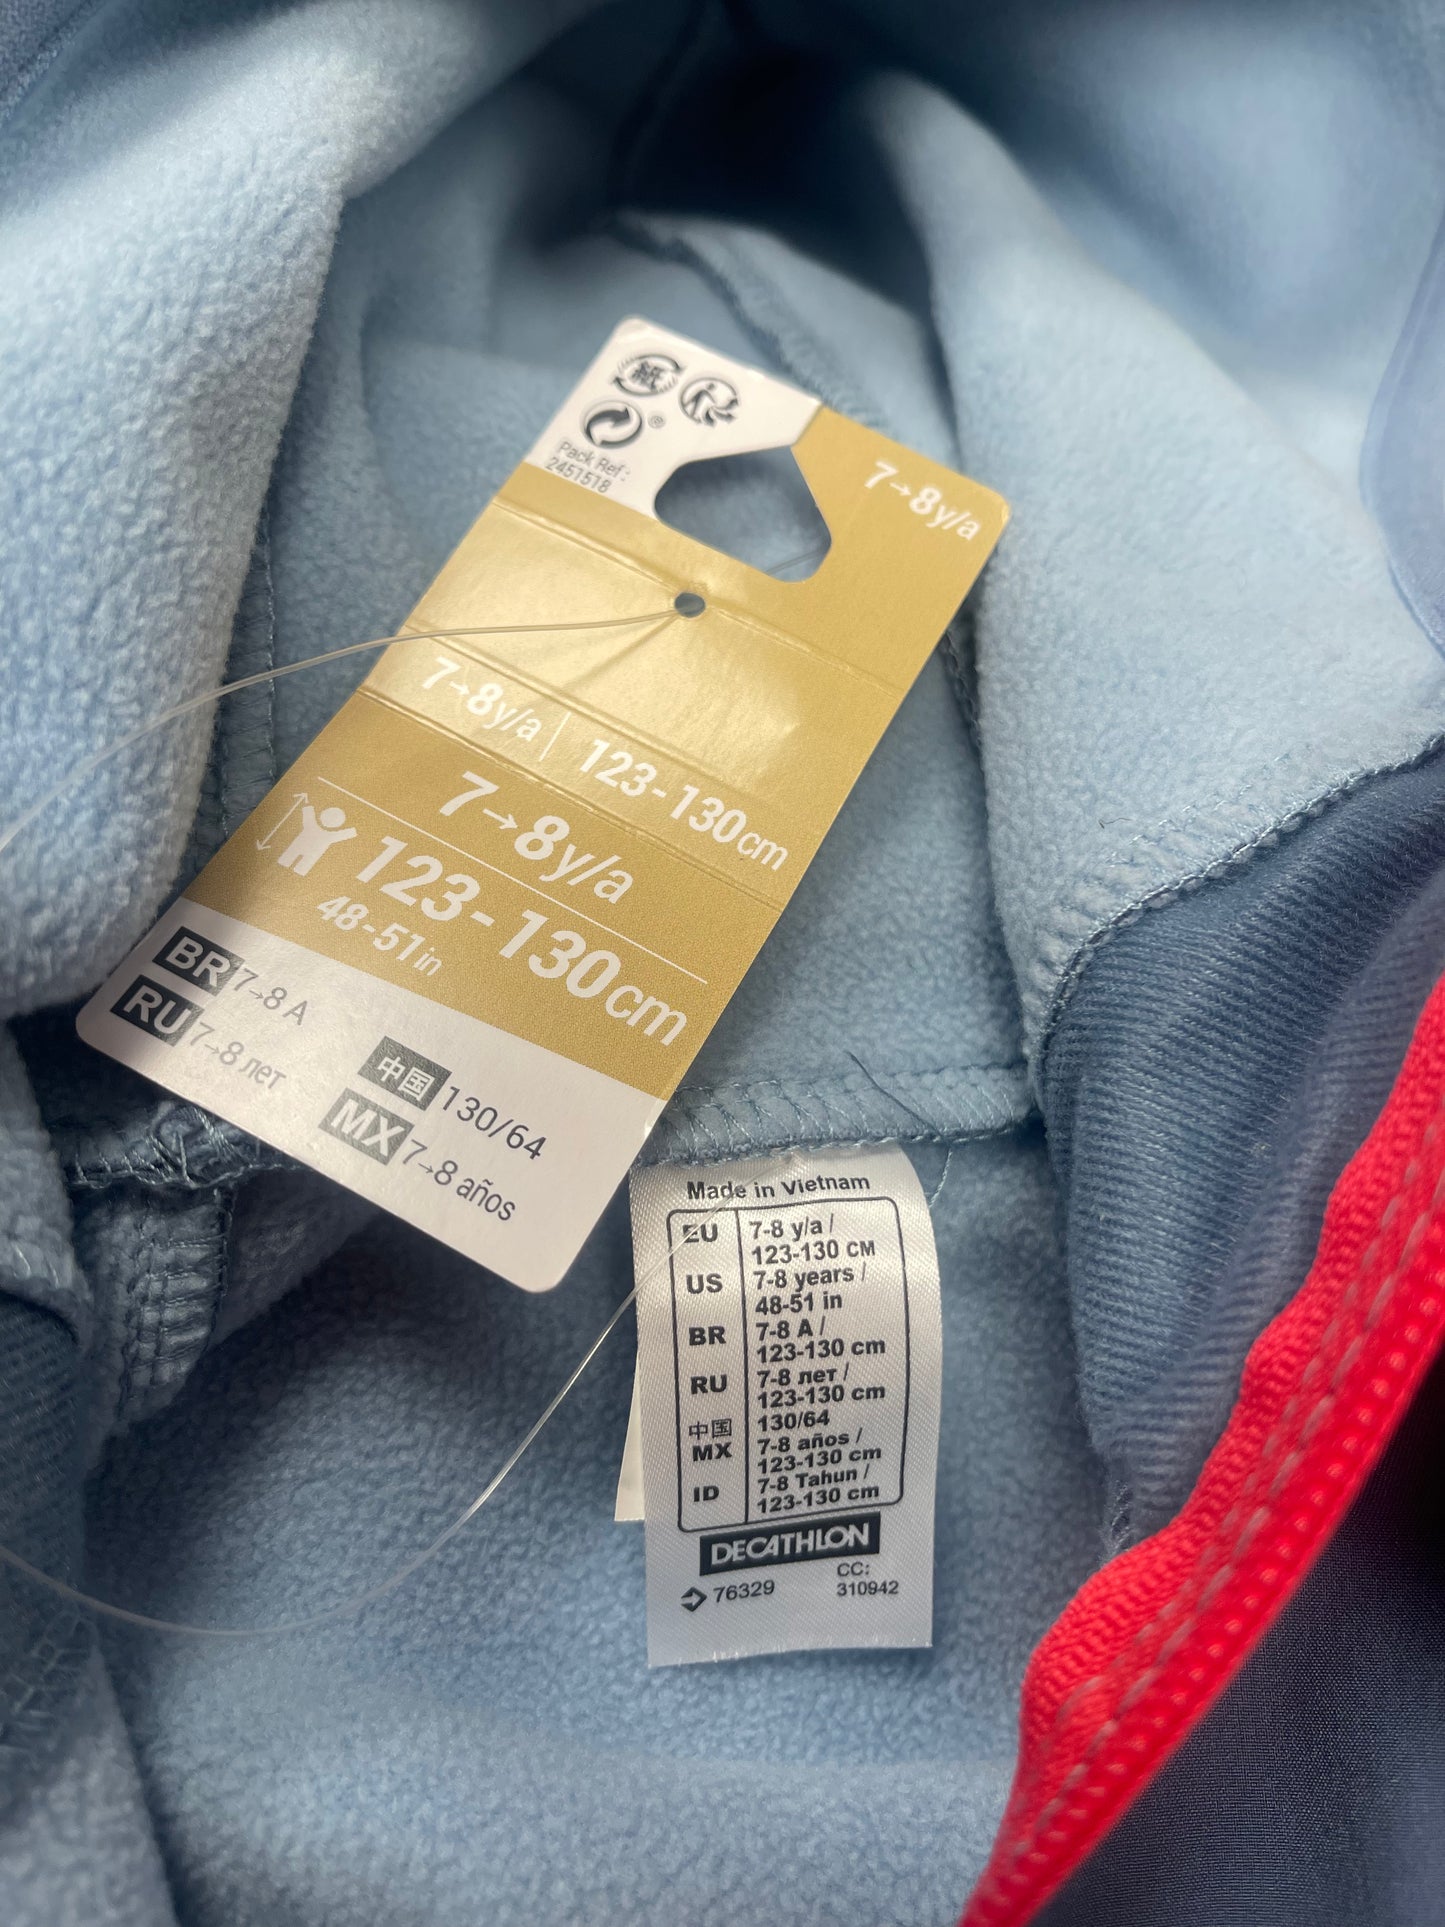 紙
®
Pack Ref:
2451518
7→8y/a
7→8y/a | 123-130cm
7→8y/a
123-130cm
48-51in
BR 7→8 A
RU 7→8 лет
中国 130/64
MX 7→8 años
Made in Vietnam
EU 7-8 y/a /
123-130 CM
US 7-8 years /
48-51 in
BR 7-8 A /
123-130 cm
RU 7-8 лет /
123-130 cm
中国 130/64
MX 7-8 años /
123-130 cm
ID 7-8 Tahun /
123-130 cm
DECATHLON
76329
CC:
310942